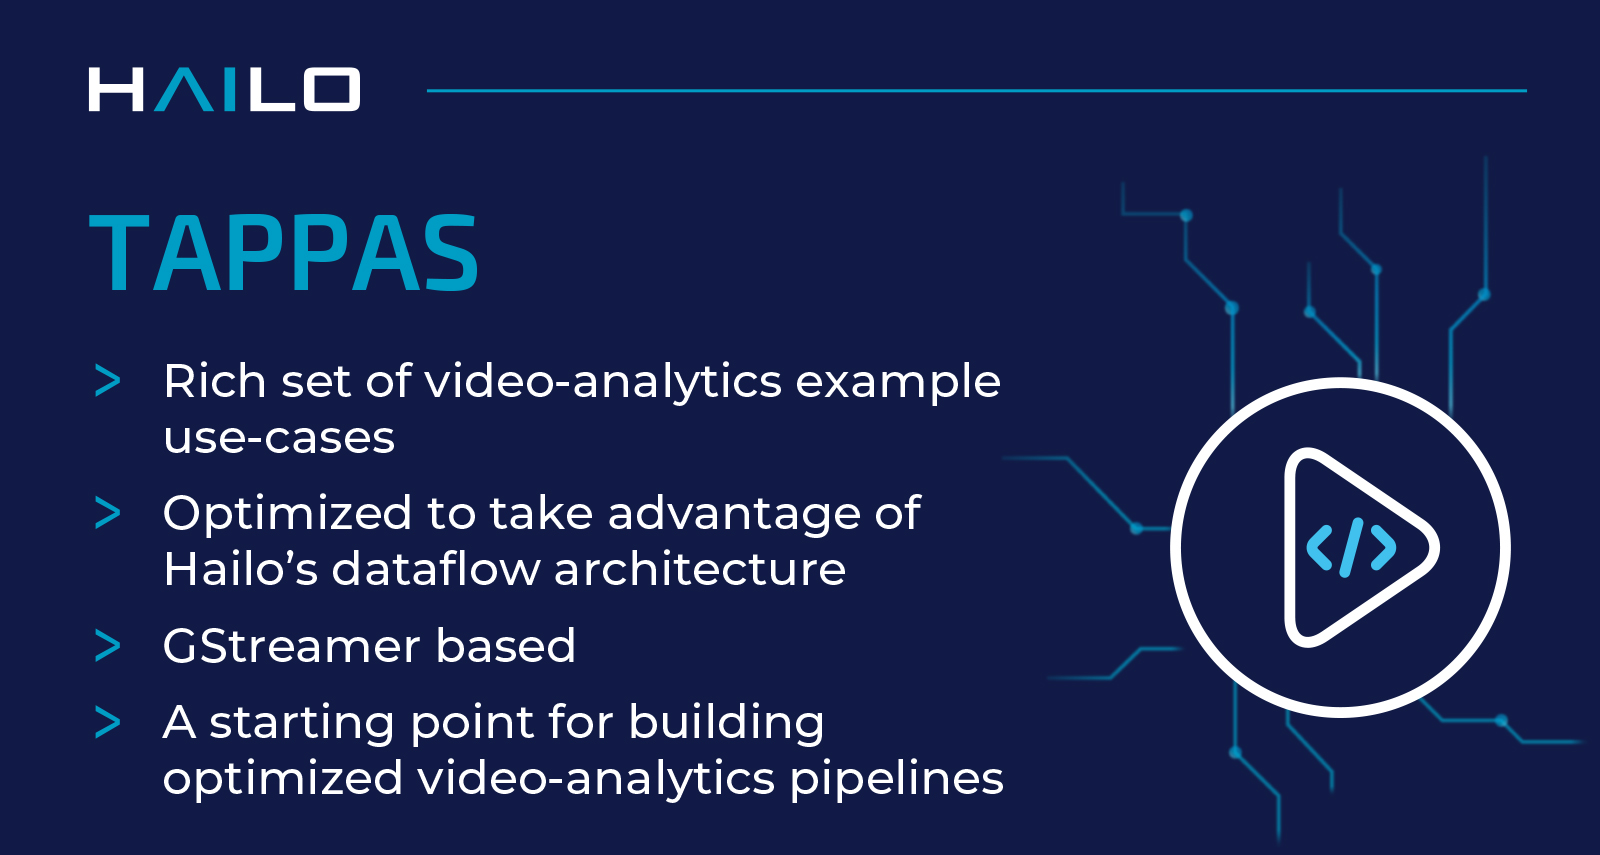 HAILO
TAPPAS
> Rich set of video-analytics example
use-cases
> Optimized to take advantage of
Hailo’s dataflow architecture
> GStreamer based
> A starting point for building
optimized video-analytics pipelines
</>